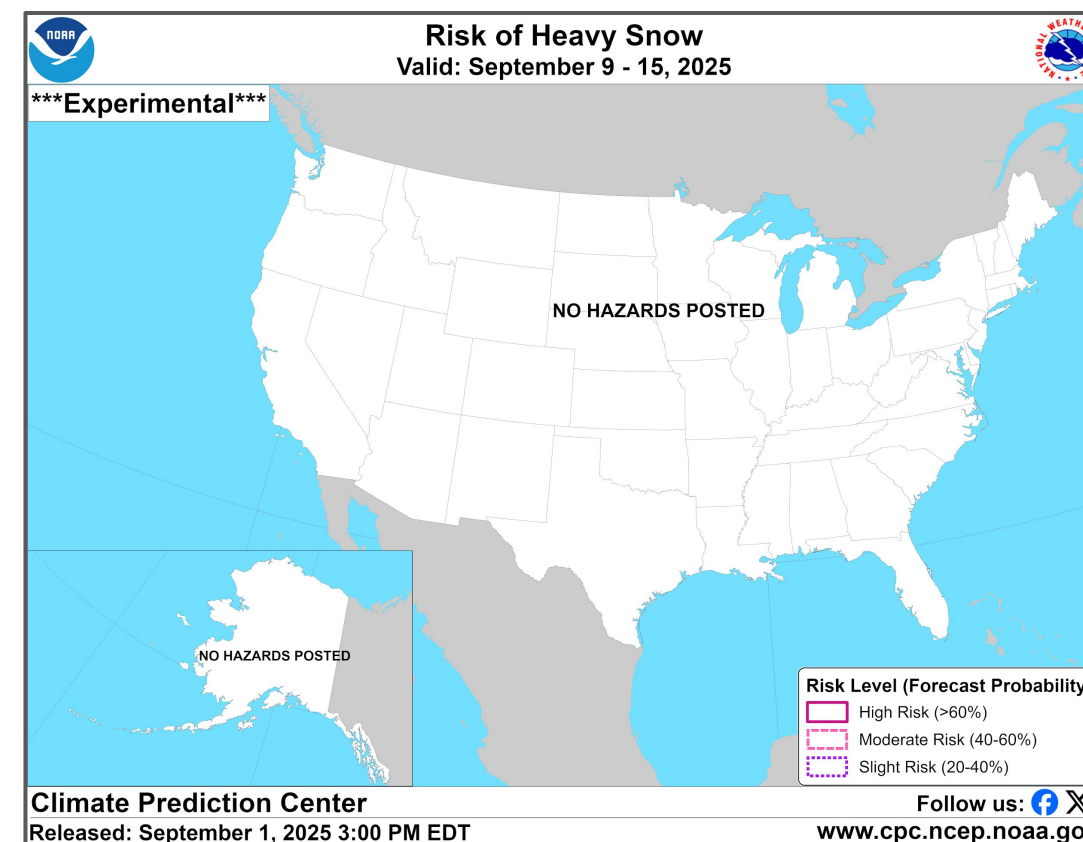 NOAA
Risk of Heavy Snow
Valid: September 9 - 15, 2025
NATIONAL WEATH
***Experimental***
NO HAZARDS POSTED
NO HAZARDS POSTED
Risk Level (Forecast Probability
High Risk (>60%)
Moderate Risk (40-60%)
Slight Risk (20-40%)
Climate Prediction Center
Follow us:
Released: September 1, 2025 3:00 PM EDT
www.cpc.ncep.noaa.go